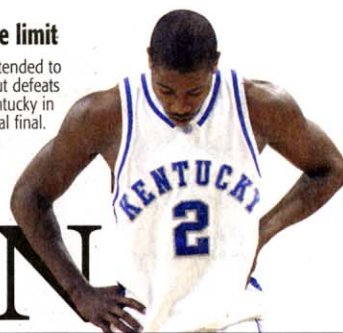 e limit
tended to
ut defeats
ntucky in
al final.
KENTUCKY
2
N